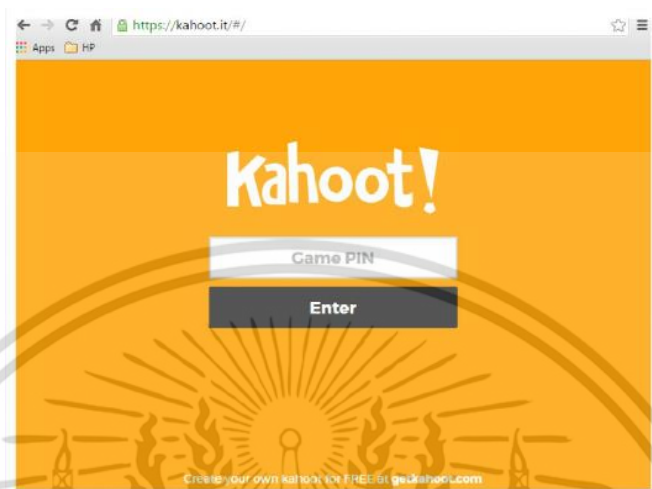 https://kahoot.it/#/
Apps HP
Kahoot!
Game PIN
Enter
Create your own kahoot for FREE at getkahoot.com